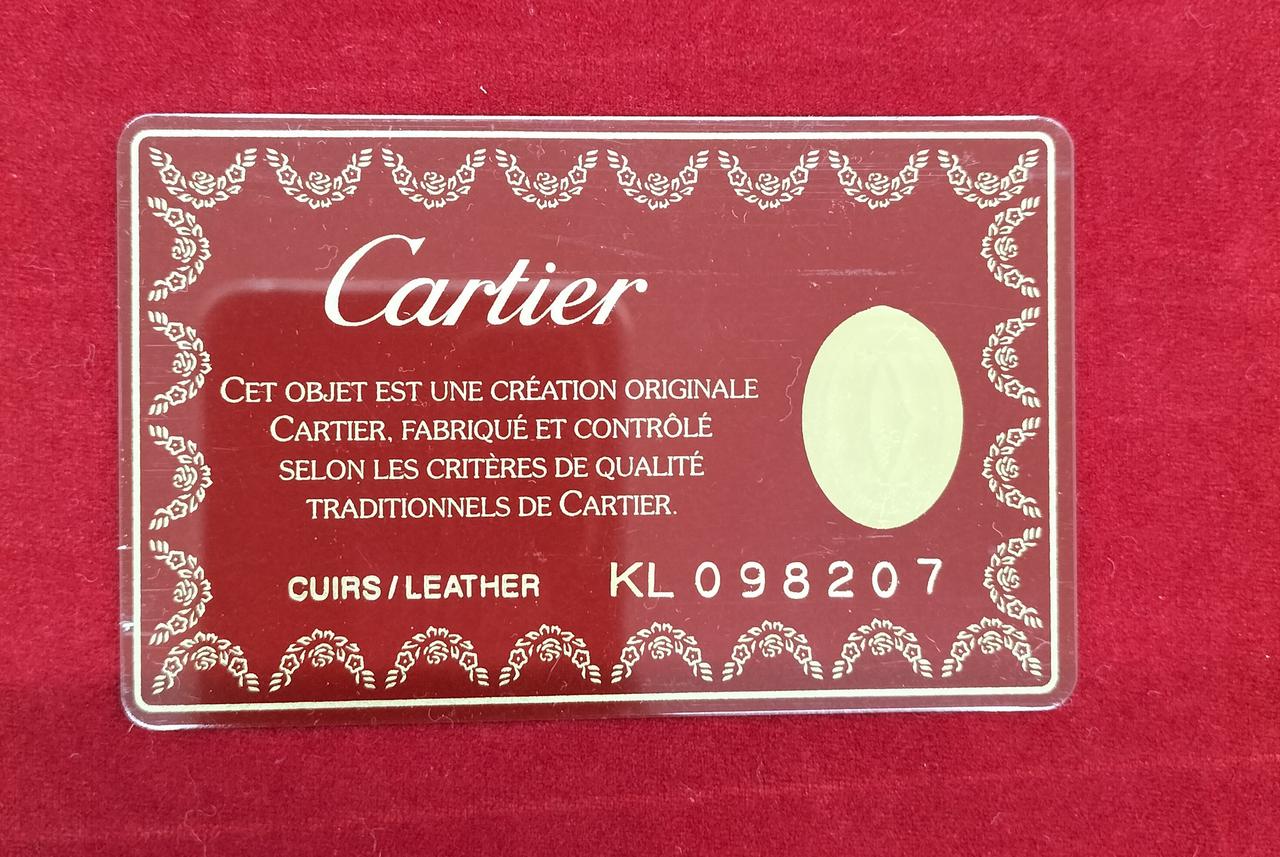 Cartier
CET OBJET EST UNE CRÉATION ORIGINALE
CARTIER, FABRIQUÉ ET CONTRÔLÉ
SELON LES CRITÈRES DE QUALITÉ
TRADITIONNELS DE CARTIER.
CUIRS/LEATHER KL 098207